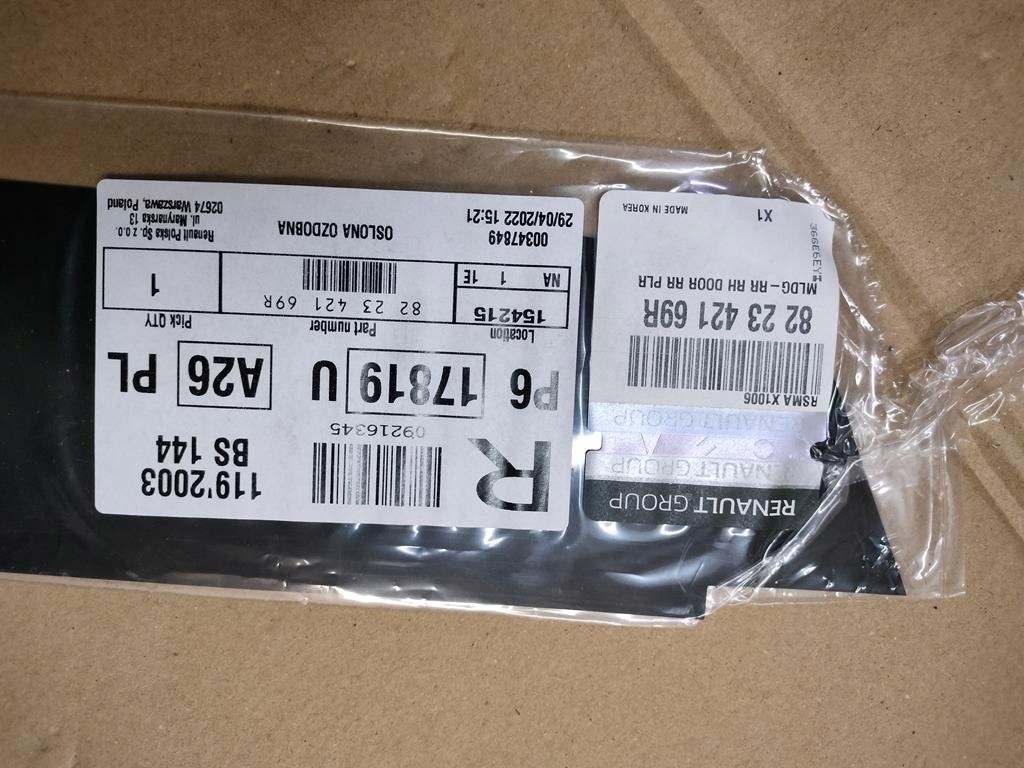 RENAULT GROUP
RENAULT GROUP
RENAULT GROUP
RSMA X1006
82 23 421 69R
MLDG-RR RH DOOR RR PLR
366E6EY
X1
MADE IN KOREA
R
09216345
119'2003
BS 144
P6 17819 U A26 PL
Location Part number Pick QTY
154215
82 23 421 69R
1
NA 1 1E
00347849
29/04/2022 15:21
OSLONA OZDOBNA
Renault Polska Sp. z o.o.
ul. Marynarska 13
02674 Warszawa, Poland